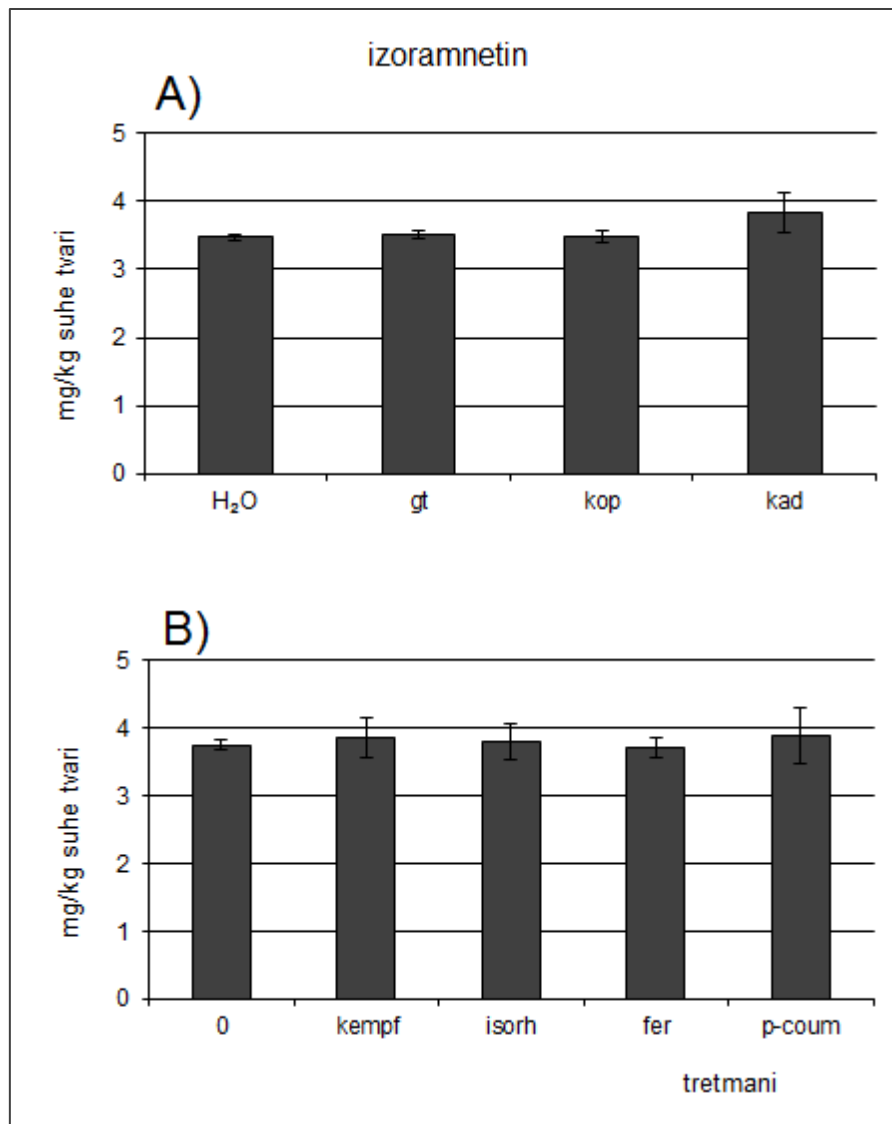 izoramnetin
A)
mg/kg suhe tvari
5
4
3
2
1
0
H₂O gt kop kad
B)
mg/kg suhe tvari
5
4
3
2
1
0
0 kempf isorh fer p-coum
tretmani